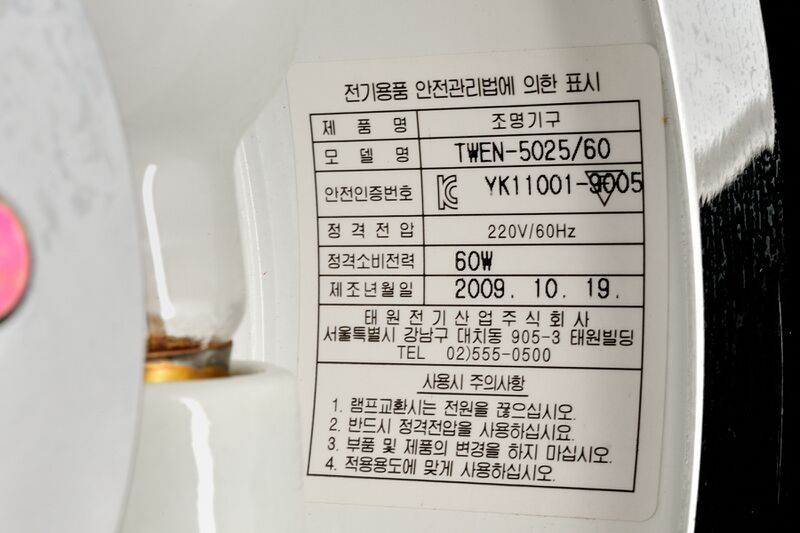 전기용품 안전관리법에 의한 표시
제 품 명 조명기구
모 델 명 TWEN-5025/60
안전인증번호 YK11001-9005
정 격 전 압 220V/60Hz
정격소비전력 60W
제조년월일 2009. 10. 19.
태 원 전 기 산 업 주 식 회 사
서울특별시 강남구 대치동 905-3 태원빌딩
TEL 02)555-0500
사용시 주의사항
1. 램프교환시는 전원을 끊으십시오.
2. 반드시 정격전압을 사용하십시요.
3. 부품 및 제품의 변경을 하지 마십시오.
4. 적용용도에 맞게 사용하십시오.